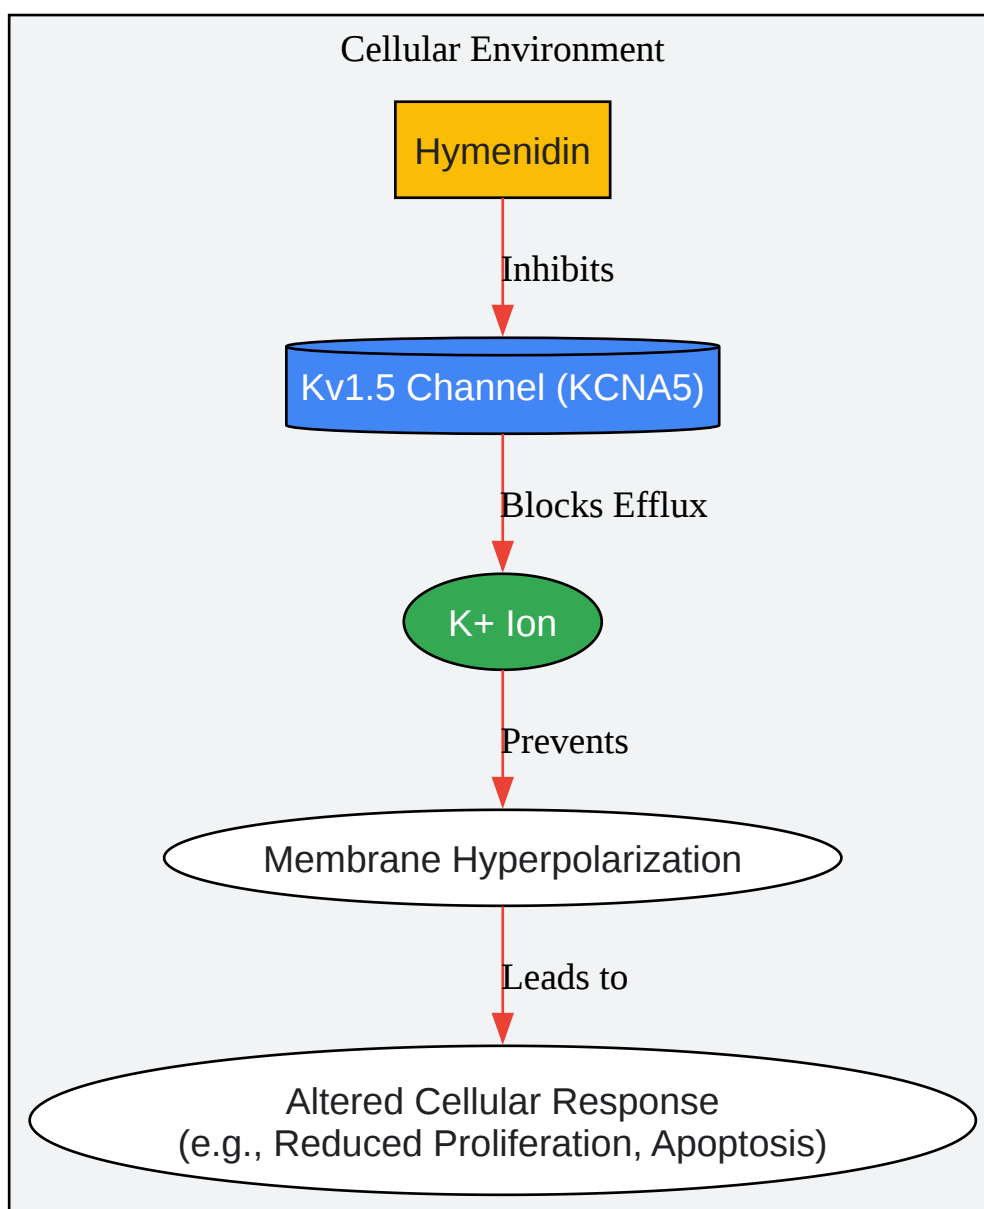 Cellular Environment
Hymenidin
Inhibits
Kv1.5 Channel (KCNA5)
Blocks Efflux
K+ Ion
Prevents
Membrane Hyperpolarization
Leads to
Altered Cellular Response
(e.g., Reduced Proliferation, Apoptosis)